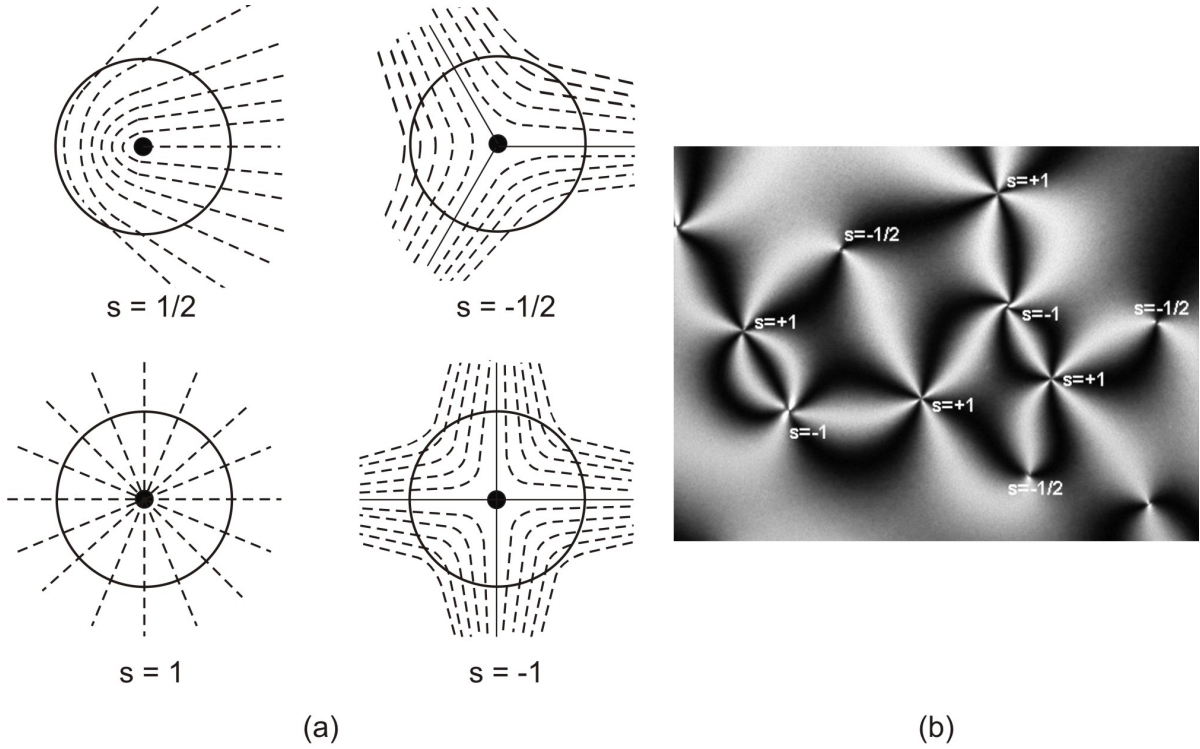 s = 1/2
s = -1/2
s = 1
s = -1
(a)
s=+1
s=-1/2
s=-1
s=-1/2
s=+1
s=+1
s=+1
s=-1
s=-1/2
(b)